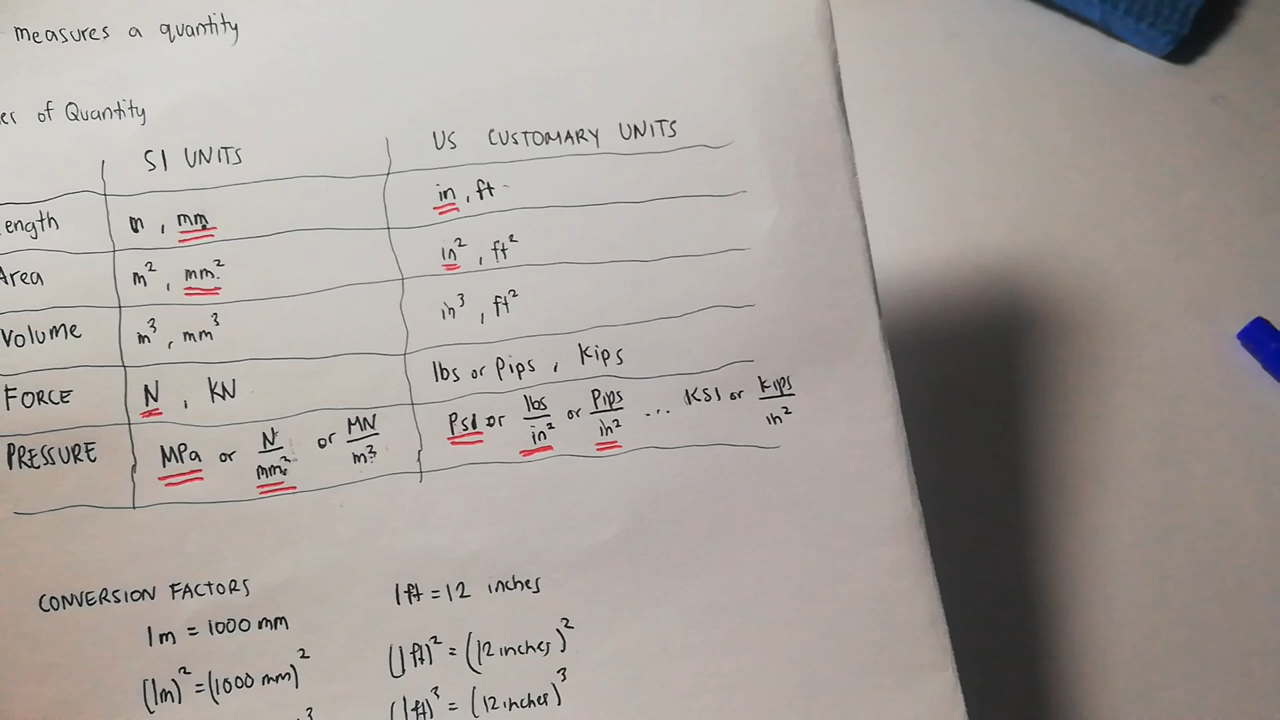 measures a quantity
of Quantity
SI UNITS US CUSTOMARY UNITS
ength m , mm in , ft
Area m², mm² in², ft²
Volume m³, mm³ in³, ft²
FORCE N , KN lbs or Pips , Kips
PRESSURE MPa or N/mm² or MN/m³ PSI or lbs/in² or Pips/in² ... KSI or Kips/in²
CONVERSION FACTORS 1ft = 12 inches
1m = 1000 mm
(1m)² = (1000 mm)² (1ft)² = (12 inches)²
(1ft)³ = (12 inches)³